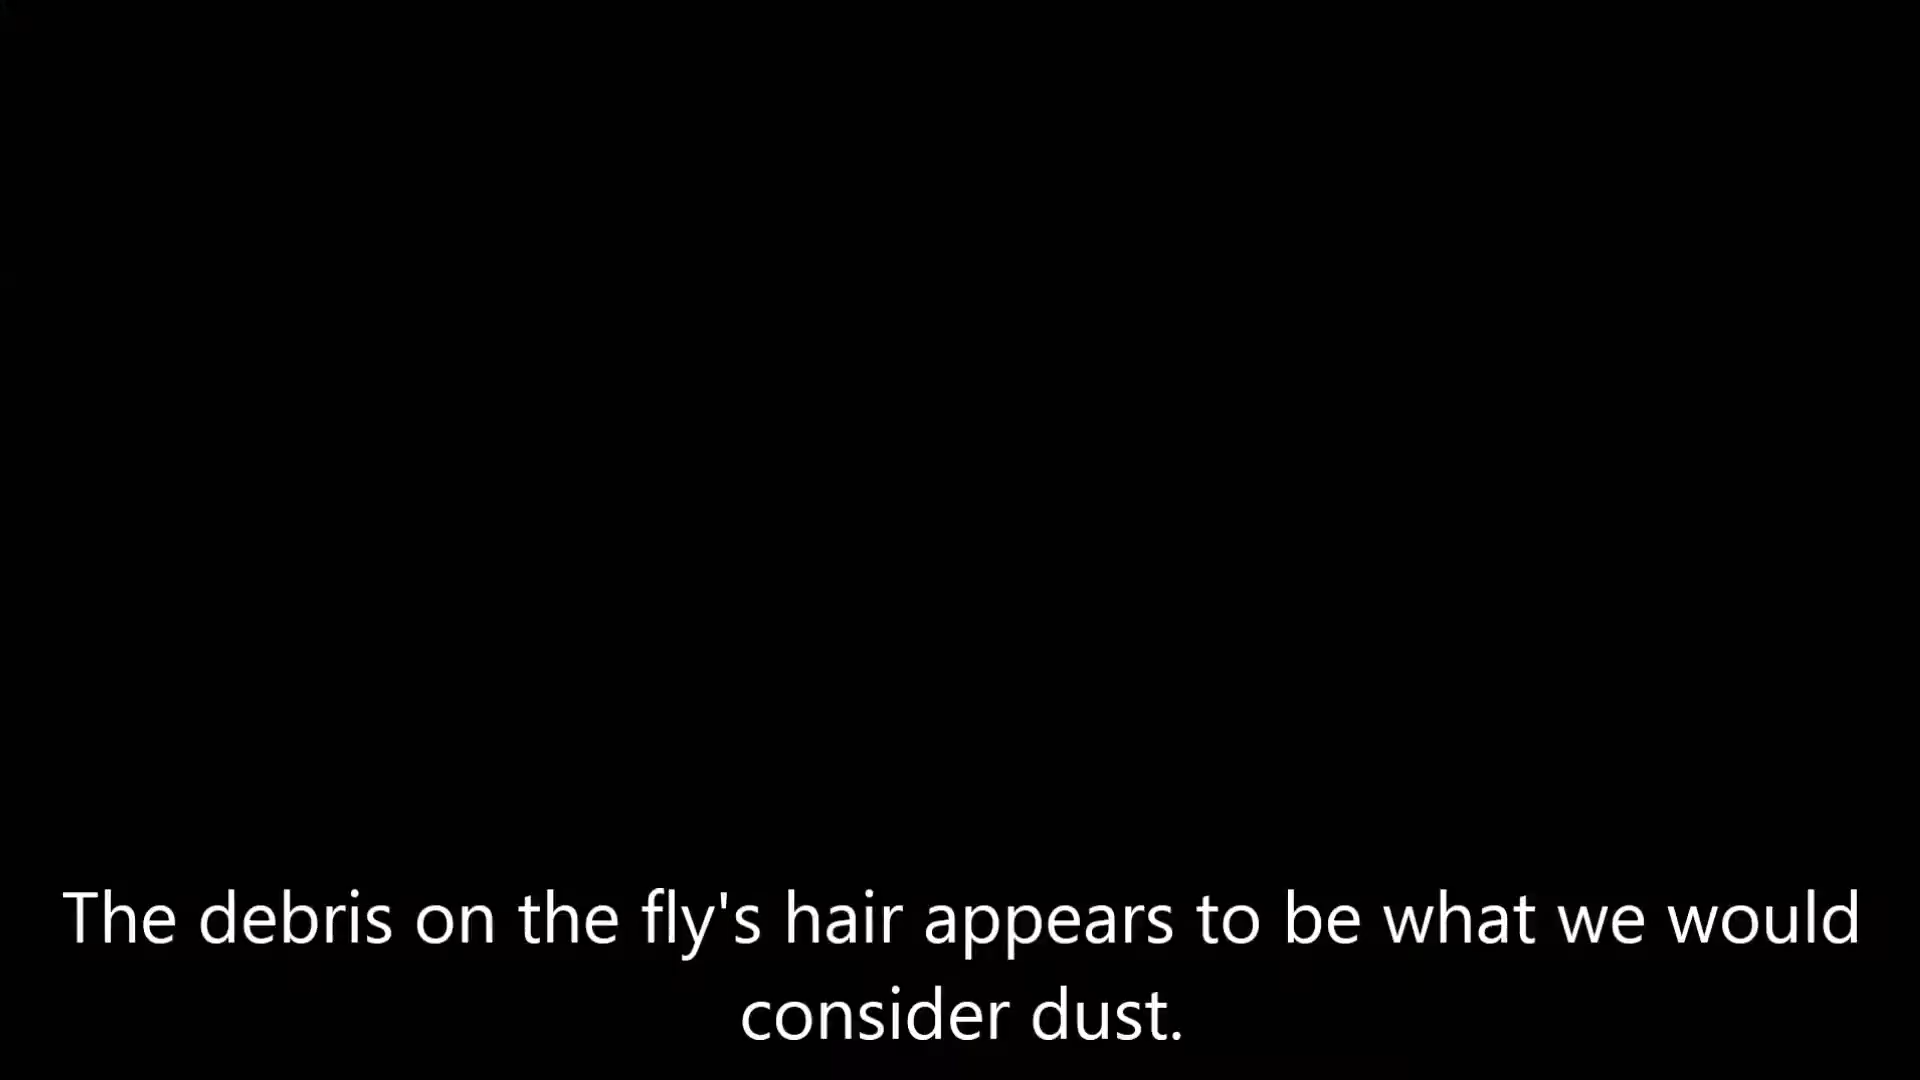 The debris on the fly's hair appears to be what we would
consider dust.